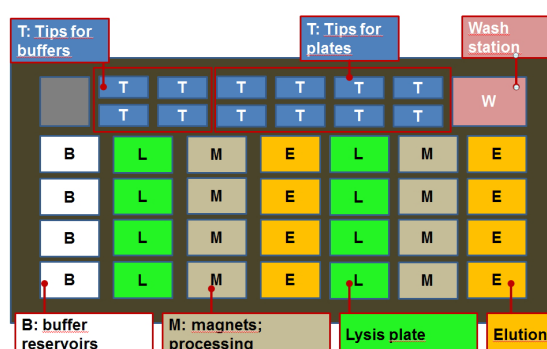 T: Tips for
buffers
T: Tips for
plates
Wash
station
T T T T T T
T T T T T T
W
B L M E L M E
B L M E L M E
B L M E L M E
B L M E L M E
B: buffer
reservoirs
M: magnets;
processing
Lysis plate
Elution